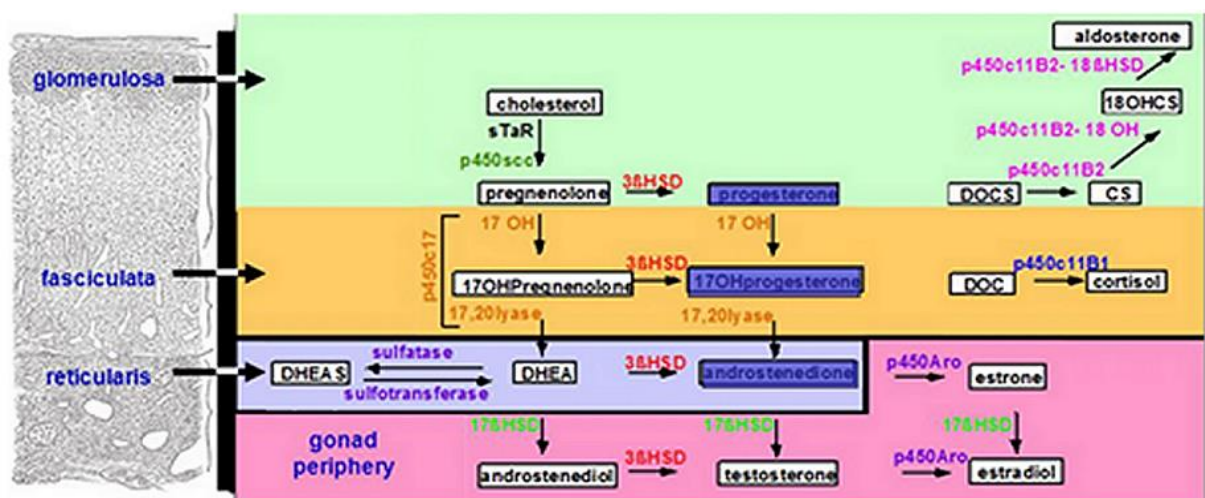 aldosterone
p450c11B2- 18ßHSD
glomerulosa
cholesterol
18OHCS
sTaR
p450c11B2- 18 OH
p450scc
p450c11B2
3ßHSD
pregnenolone
progesterone
DOCS
CS
17 OH
17 OH
p450c17
fasciculata
3ßHSD
p450c11B1
17OHPregnenolone
17OHprogesterone
DOC
cortisol
17,20lyase
17,20lyase
sulfatase
reticularis
DHEAS
DHEA
3ßHSD
androstenedione
p450Aro
estrone
sulfotransferase
gonad
periphery
17ßHSD
17ßHSD
17ßHSD
androstenediol
3ßHSD
testosterone
p450Aro
estradiol